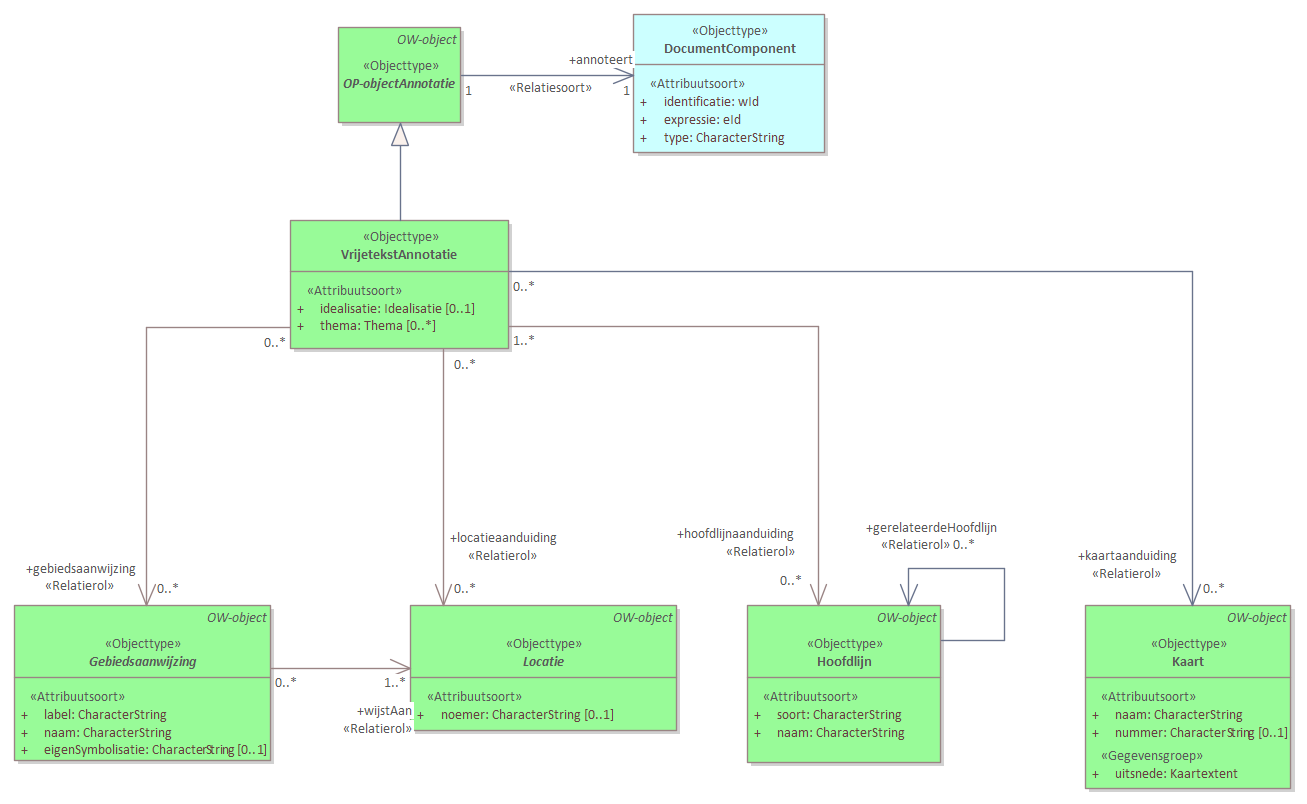 OW-object
«Objecttype»
OP-objectAnnotatie
1
+annoteert
«Relatiesoort»
1
«Objecttype»
DocumentComponent
«Attribuutsoort»
+ identificatie: wId
+ expressie: eId
+ type: CharacterString
«Objecttype»
VrijetekstAnnotatie
«Attribuutsoort»
+ idealisatie: Idealisatie [0..1]
+ thema: Thema [0..*]
0..*
1..*
0..*
0..*
+gebiedsaanwijzing
«Relatierol»
0..*
+locatieaanduiding
«Relatierol»
0..*
+hoofdlijnaanduiding
«Relatierol»
0..*
+gerelateerdeHoofdlijn
«Relatierol» 0..*
+kaartaanduiding
«Relatierol»
0..*
OW-object
«Objecttype»
Gebiedsaanwijzing
«Attribuutsoort»
+ label: CharacterString
+ naam: CharacterString
+ eigenSymbolisatie: CharacterString [0..1]
0..*
1..*
+wijstAan
«Relatierol»
OW-object
«Objecttype»
Locatie
«Attribuutsoort»
+ noemer: CharacterString [0..1]
OW-object
«Objecttype»
Hoofdlijn
«Attribuutsoort»
+ soort: CharacterString
+ naam: CharacterString
OW-object
«Objecttype»
Kaart
«Attribuutsoort»
+ naam: CharacterString
+ nummer: CharacterString [0..1]
«Gegevensgroep»
+ uitsnede: Kaartextent